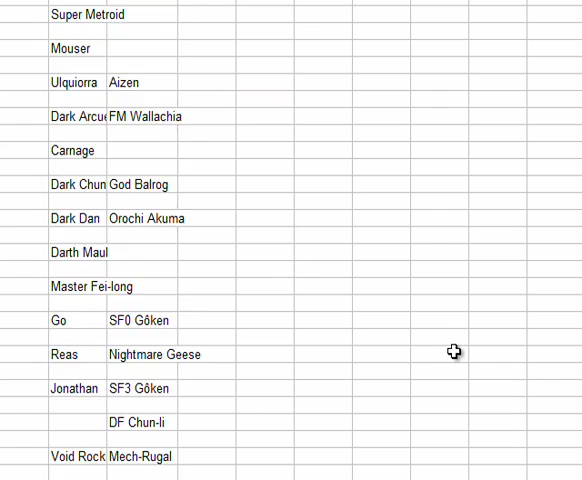 Super Metroid
Mouser
Ulquiorra Aizen
Dark Arcue FM Wallachia
Carnage
Dark Chun God Balrog
Dark Dan Orochi Akuma
Darth Maul
Master Fei-long
Go SF0 Gôken
Reas Nightmare Geese
Jonathan SF3 Gôken
DF Chun-li
Void Rock Mech-Rugal